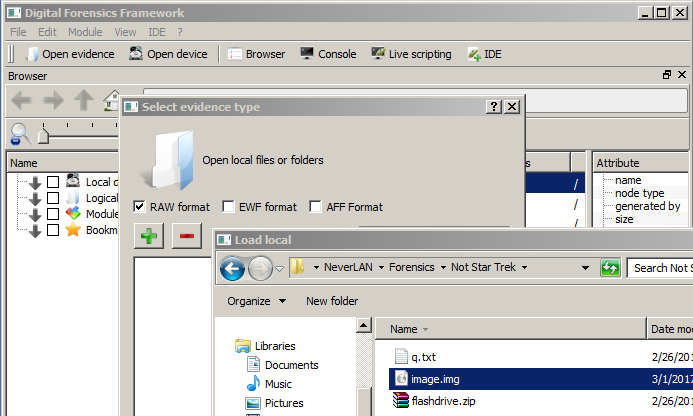 Digital Forensics Framework
File Edit Module View IDE ?
Open evidence Open device Browser Console Live scripting IDE
Browser
Select evidence type
Open local files or folders
Name Attribute
Local name
Logical node type
Module generated by
Bookm size
RAW format EWF format AFF Format
Load local
NeverLAN Forensics Not Star Trek Search Not S
Organize New folder
Name Date mod
Libraries
Documents q.txt 2/26/201
Music image.img 3/1/2017
Pictures flashdrive.zip 2/26/201